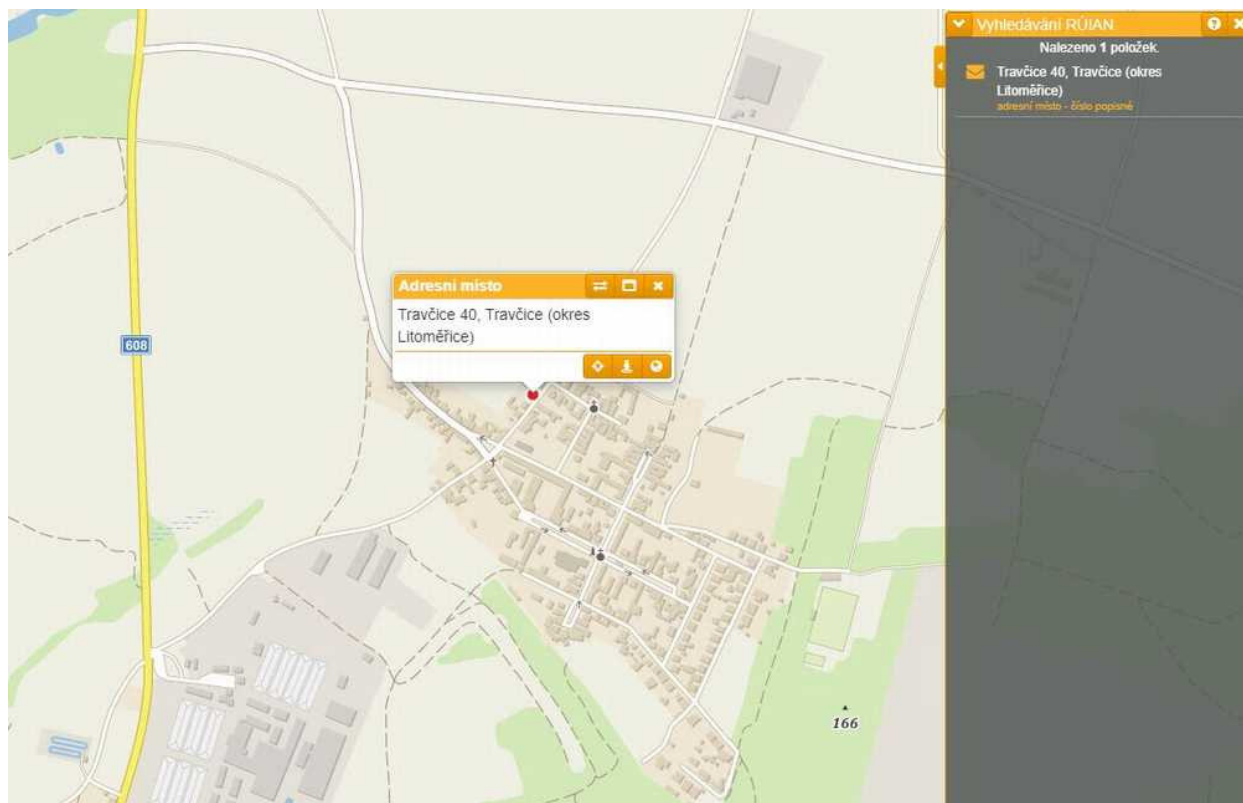 Vyhledávání RÚIAN
Nalezeno 1 položek.
Travčice 40, Travčice (okres
Litoměřice)
adresní místo - číslo popisné
Adresní místo
Travčice 40, Travčice (okres
Litoměřice)
608
166